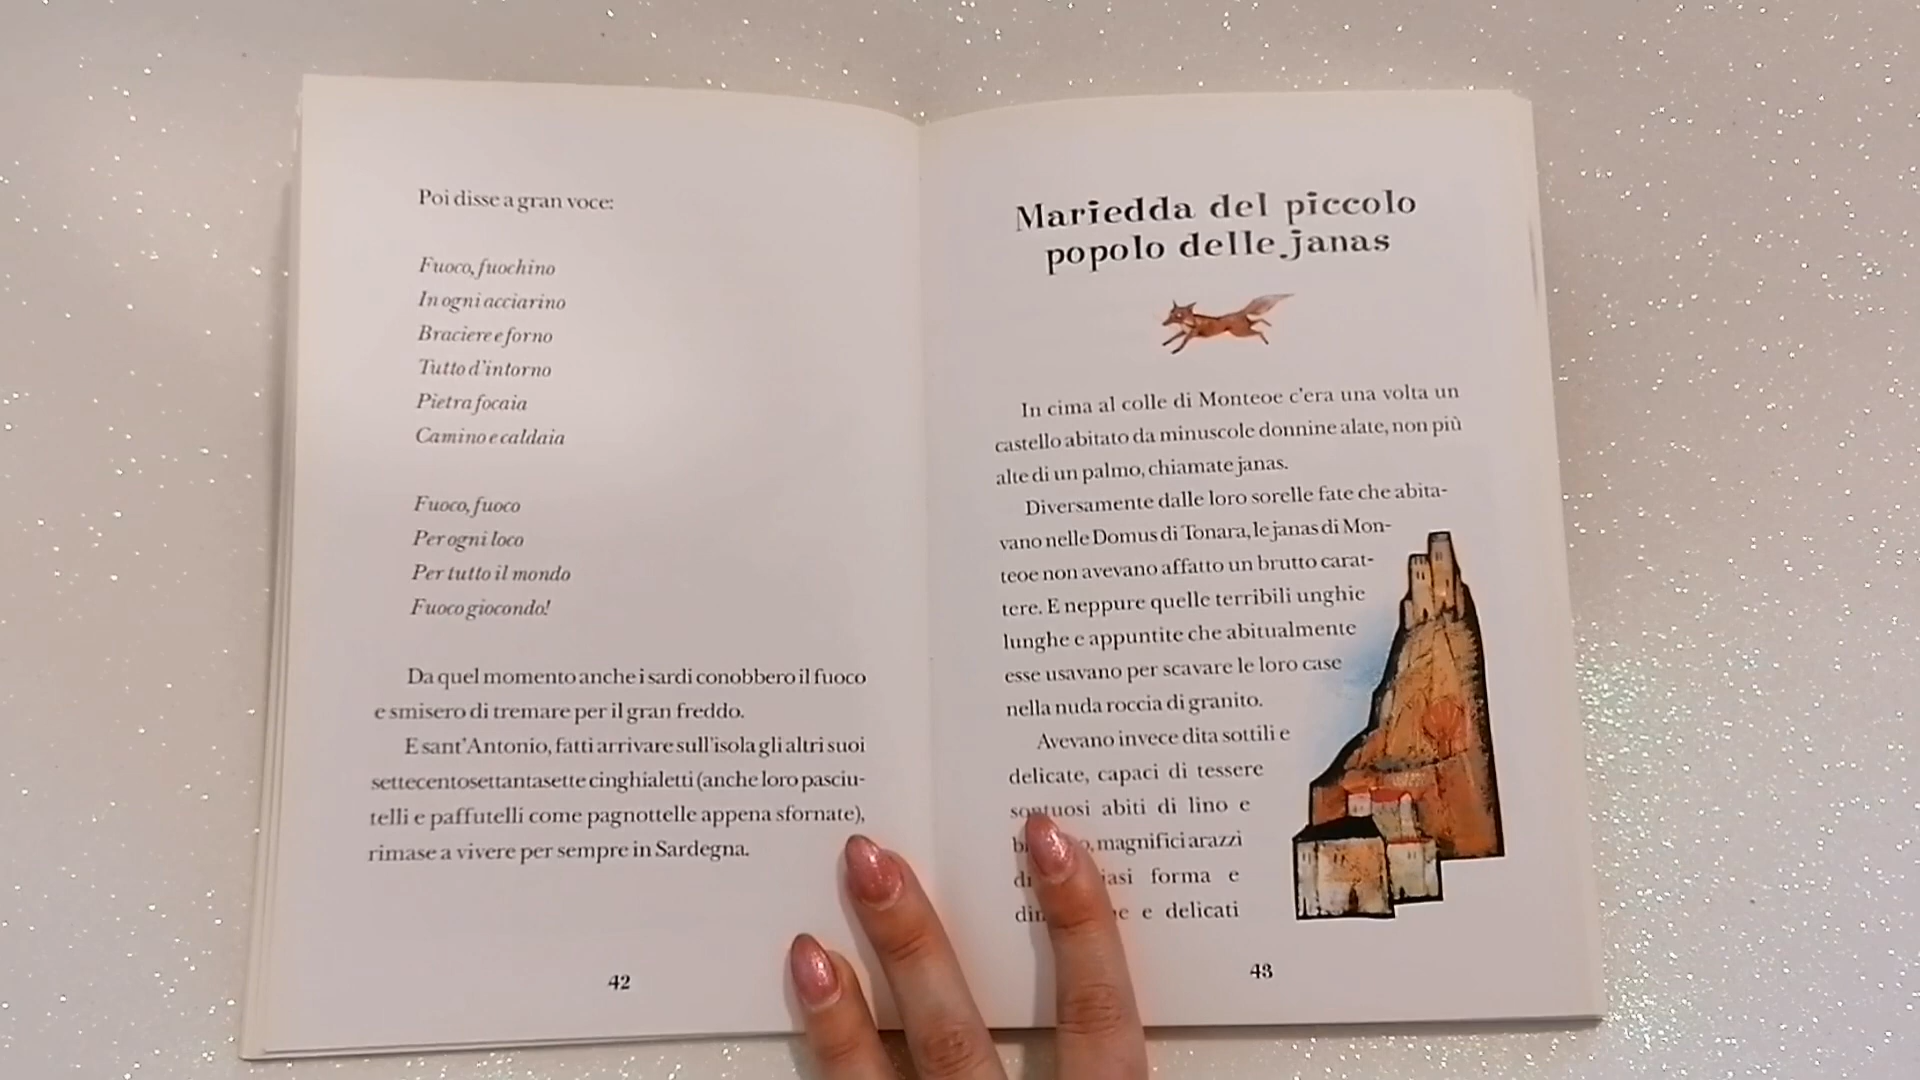 Poi disse a gran voce:
Fuoco, fuochino
In ogni acciarino
Braciere e forno
Tutto d'intorno
Pietra focaia
Camino e caldaia
Fuoco, fuoco
Per ogni loco
Per tutto il mondo
Fuoco giocondo!
Da quel momento anche i sardi conobbero il fuoco
e smisero di tremare per il gran freddo.
E sant'Antonio, fatti arrivare sull'isola gli altri suoi
settecentosettantasette cinghialetti (anche loro pasciu-
telli e paffutelli come pagnottelle appena sfornate),
rimase a vivere per sempre in Sardegna.
42
Mariedda del piccolo
popolo delle janas
In cima al colle di Monteoe c'era una volta un
castello abitato da minuscole donnine alate, non più
alte di un palmo, chiamate janas.
Diversamente dalle loro sorelle fate che abita-
vano nelle Domus di Tonara, le janas di Mon-
teoe non avevano affatto un brutto carat-
tere. E neppure quelle terribili unghie
lunghe e appuntite che abitualmente
esse usavano per scavare le loro case
nella nuda roccia di granito.
Avevano invece dita sottili e
delicate, capaci di tessere
sontuosi abiti di lino e
magnifici arazzi
forma e
e delicati
43